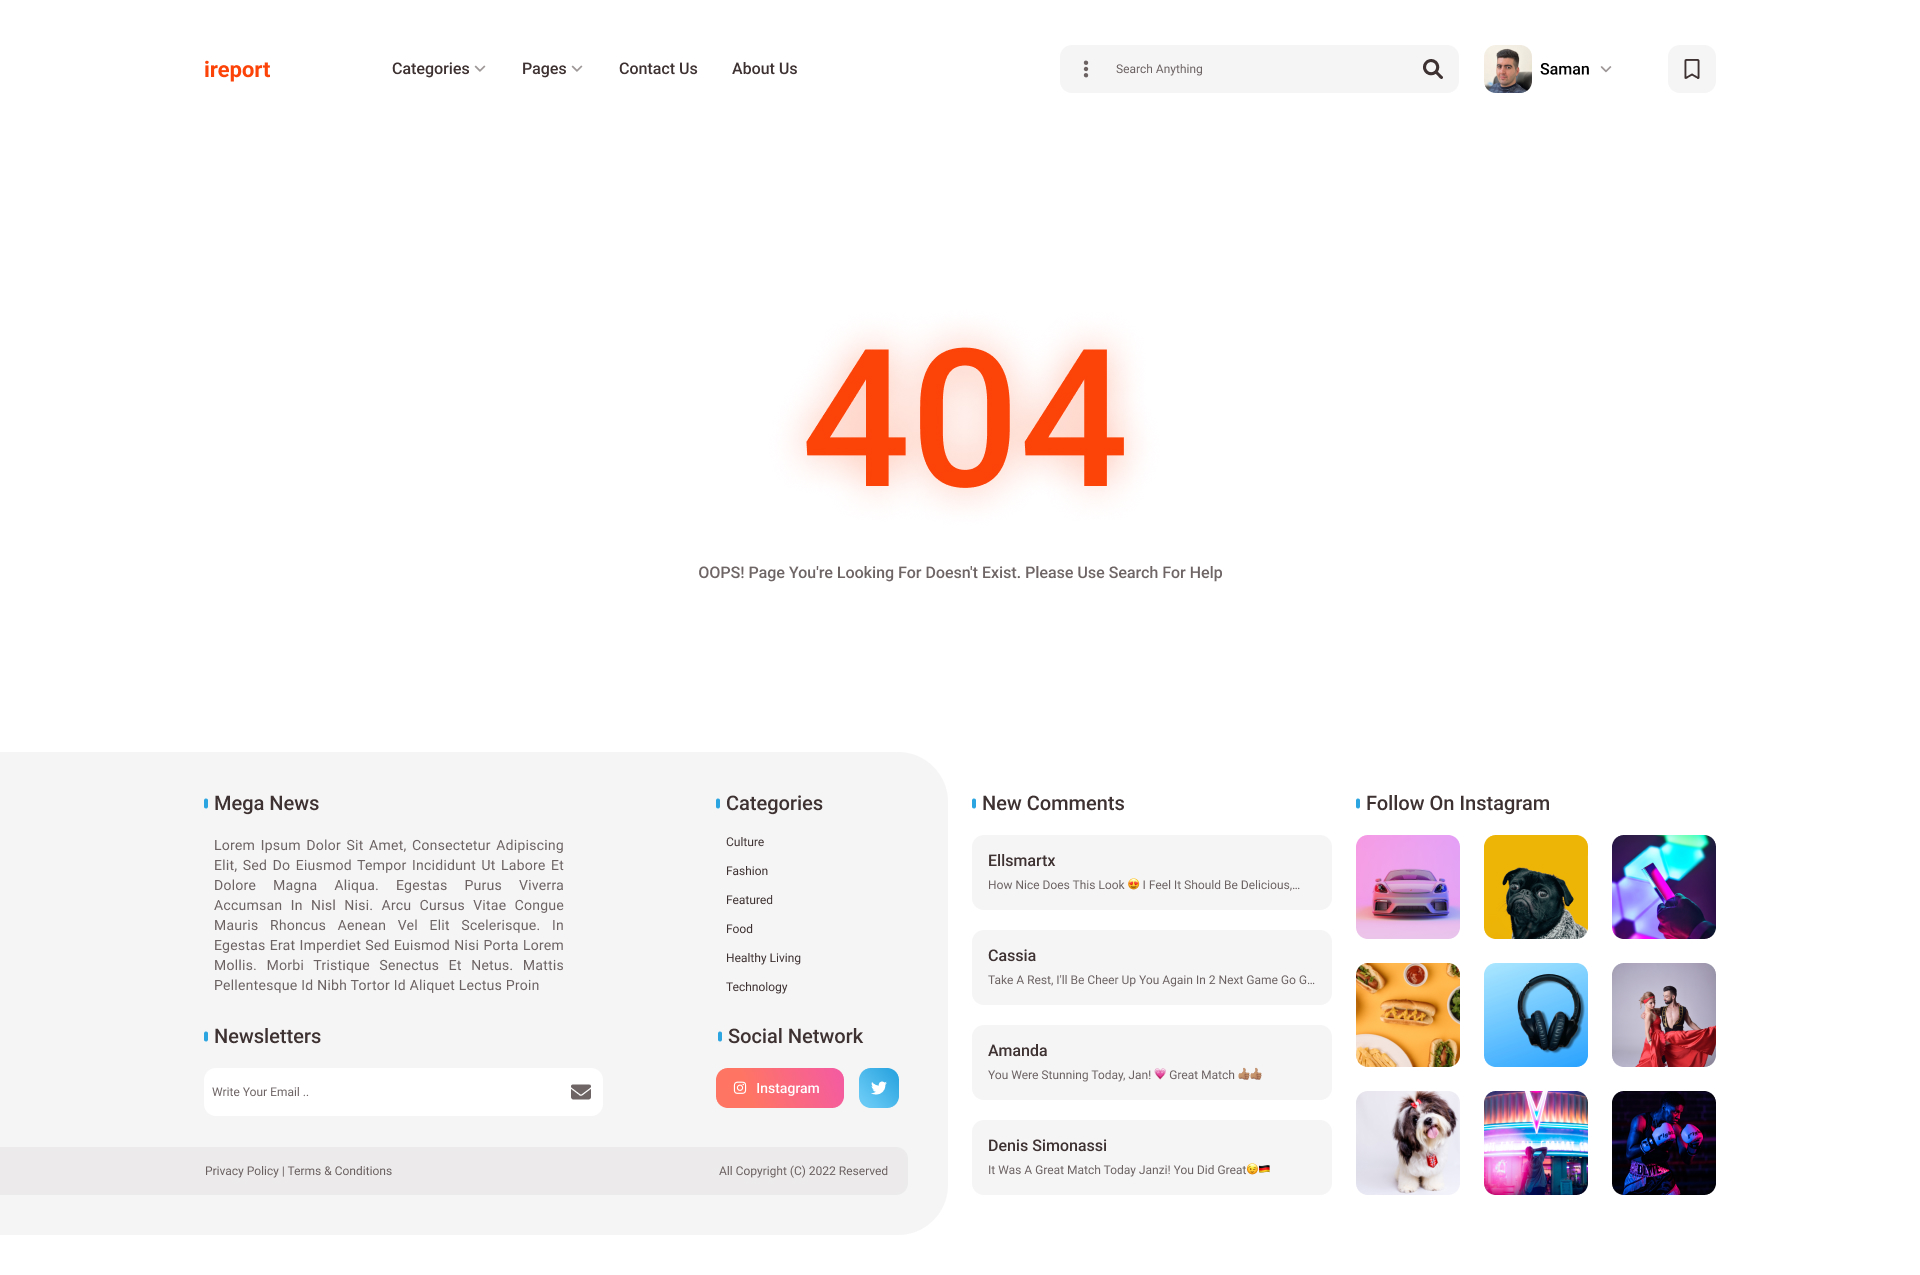 ireport
Categories
Pages
Contact Us
About Us
Search Anything
Saman
404
OOPS! Page You're Looking For Doesn't Exist. Please Use Search For Help
Mega News
Lorem Ipsum Dolor Sit Amet, Consectetur Adipiscing
Elit, Sed Do Eiusmod Tempor Incididunt Ut Labore Et
Dolore Magna Aliqua. Egestas Purus Viverra
Accumsan In Nisl Nisi. Arcu Cursus Vitae Congue
Mauris Rhoncus Aenean Vel Elit Scelerisque. In
Egestas Erat Imperdiet Sed Euismod Nisi Porta Lorem
Mollis. Morbi Tristique Senectus Et Netus. Mattis
Pellentesque Id Nibh Tortor Id Aliquet Lectus Proin
Newsletters
Write Your Email ..
Privacy Policy | Terms & Conditions
Categories
Culture
Fashion
Featured
Food
Healthy Living
Technology
Social Network
Instagram
All Copyright (C) 2022 Reserved
New Comments
Ellsmartx
How Nice Does This Look 😍 I Feel It Should Be Delicious,...
Cassia
Take A Rest, I'll Be Cheer Up You Again In 2 Next Game Go G...
Amanda
You Were Stunning Today, Jan! 💗 Great Match 👍🏽👍🏽
Denis Simonassi
It Was A Great Match Today Janzi! You Did Great😉🇩🇪
Follow On Instagram